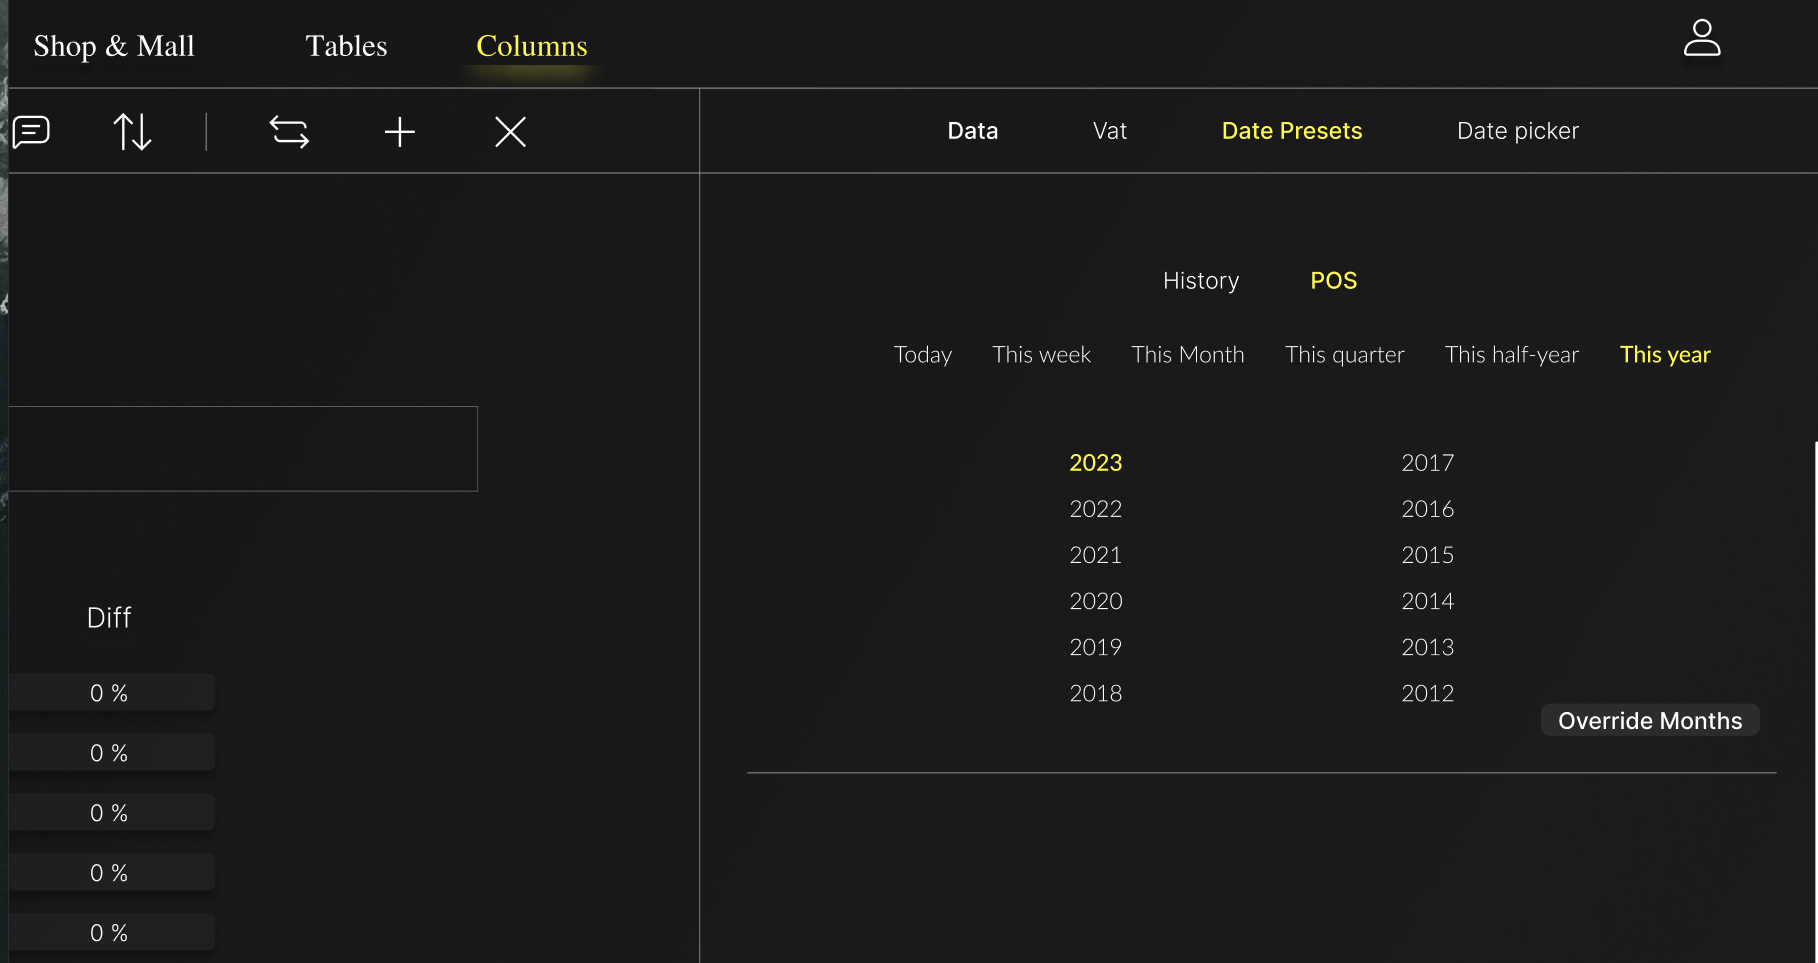 Shop & Mall Tables Columns
Data Vat Date Presets Date picker
History POS
Today This week This Month This quarter This half-year This year
2023 2017
2022 2016
2021 2015
2020 2014
Diff
2019 2013
0 % 2018 2012
Override Months
0 %
0 %
0 %
0 %